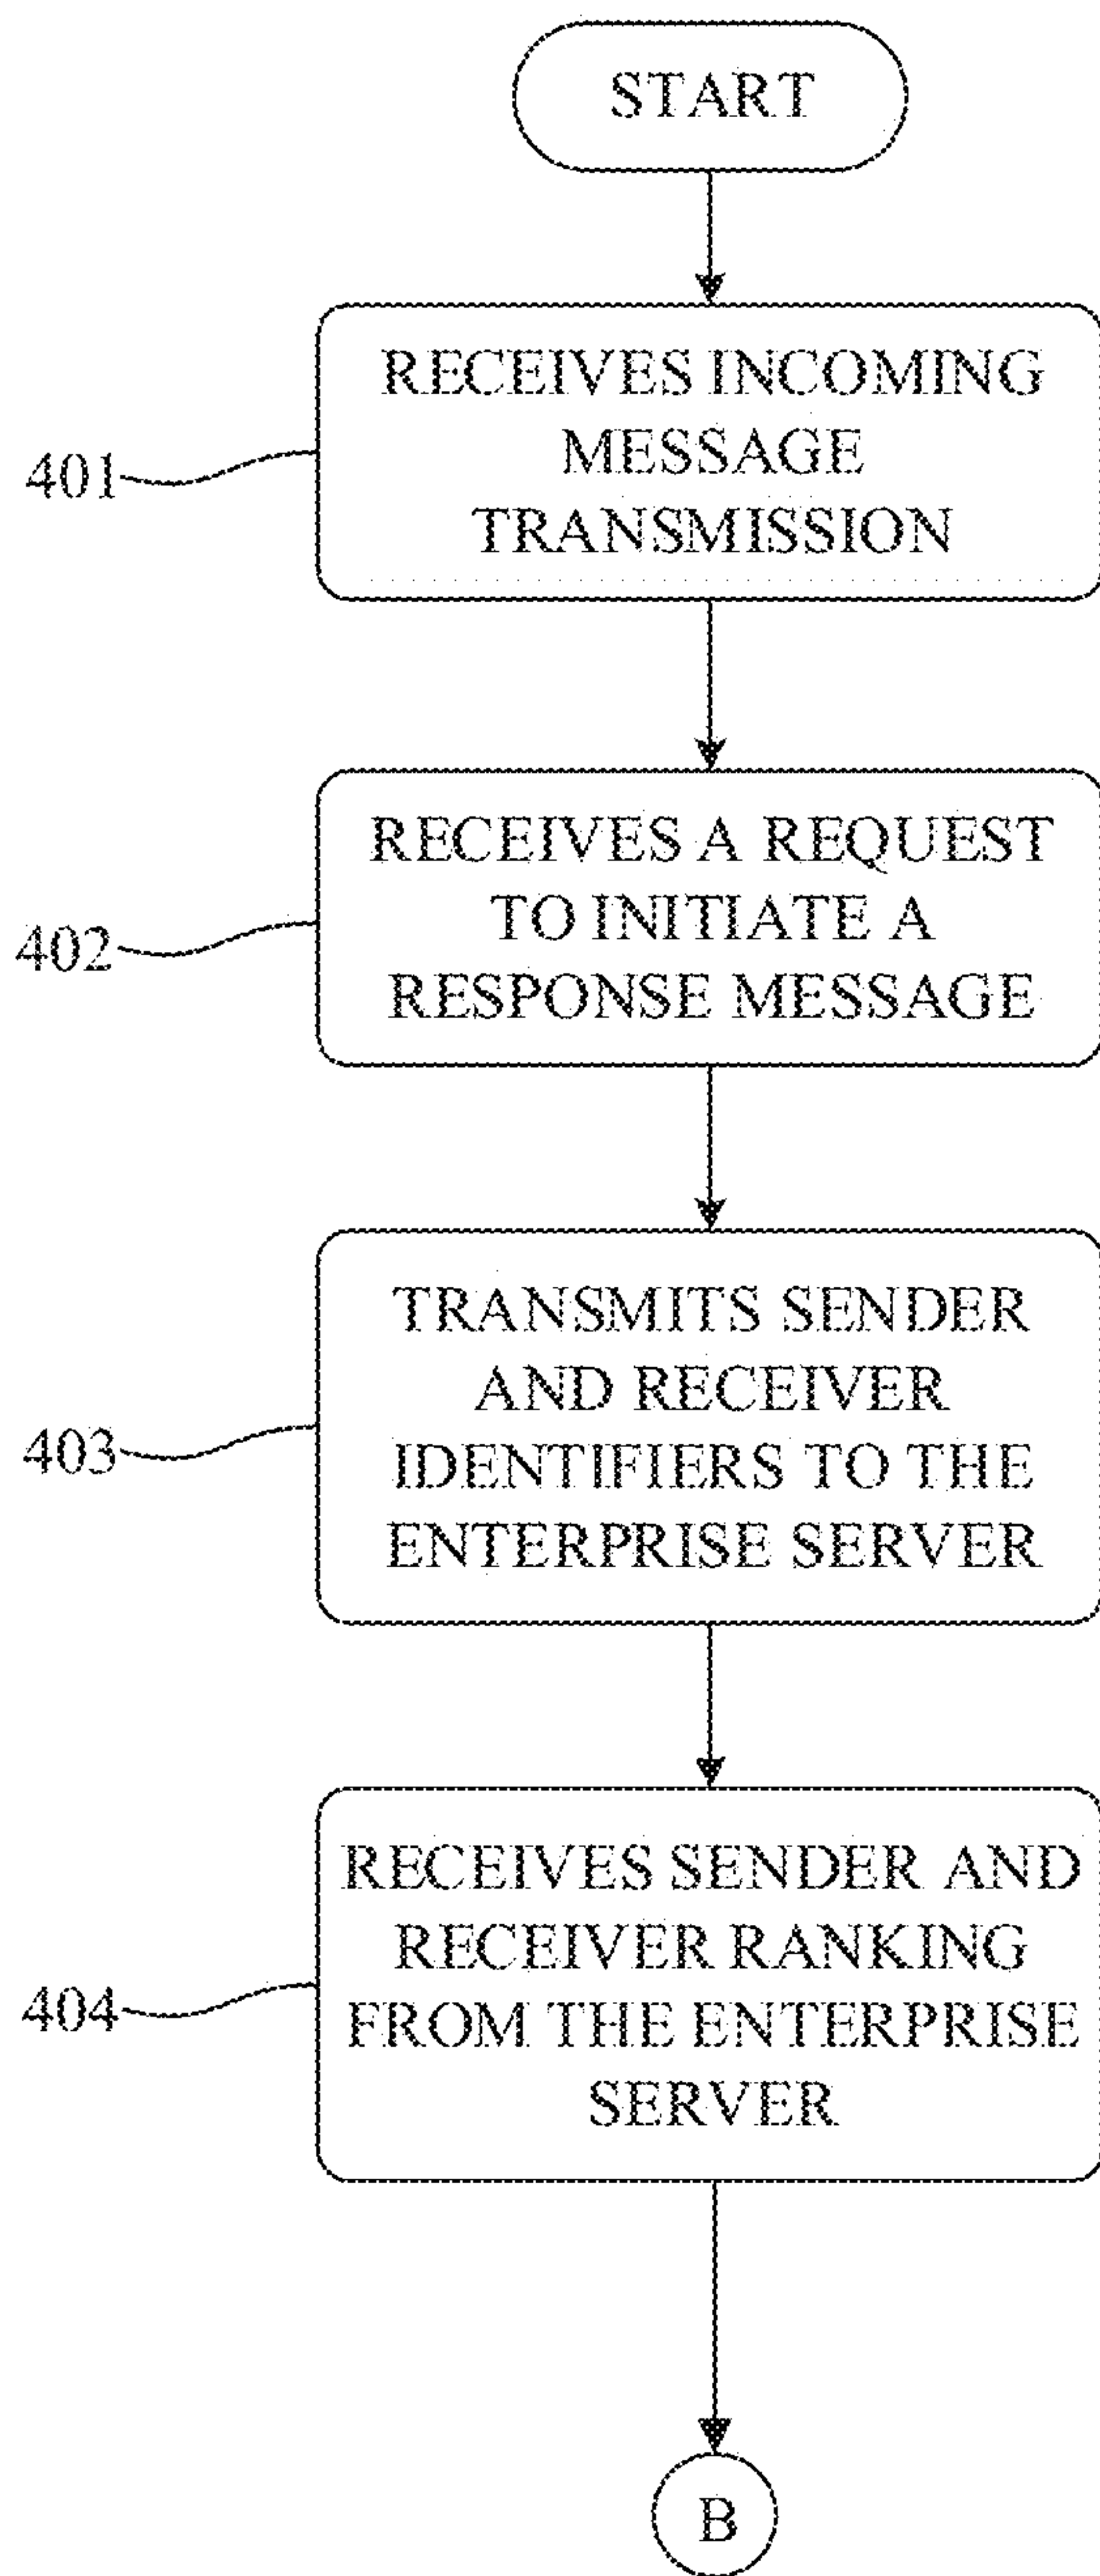 START
RECEIVES INCOMING
MESSAGE
TRANSMISSION
401
RECEIVES A REQUEST
TO INITIATE A
RESPONSE MESSAGE
402
TRANSMITS SENDER
AND RECEIVER
IDENTIFIERS TO THE
ENTERPRISE SERVER
403
RECEIVES SENDER AND
RECEIVER RANKING
FROM THE ENTERPRISE
SERVER
404
B